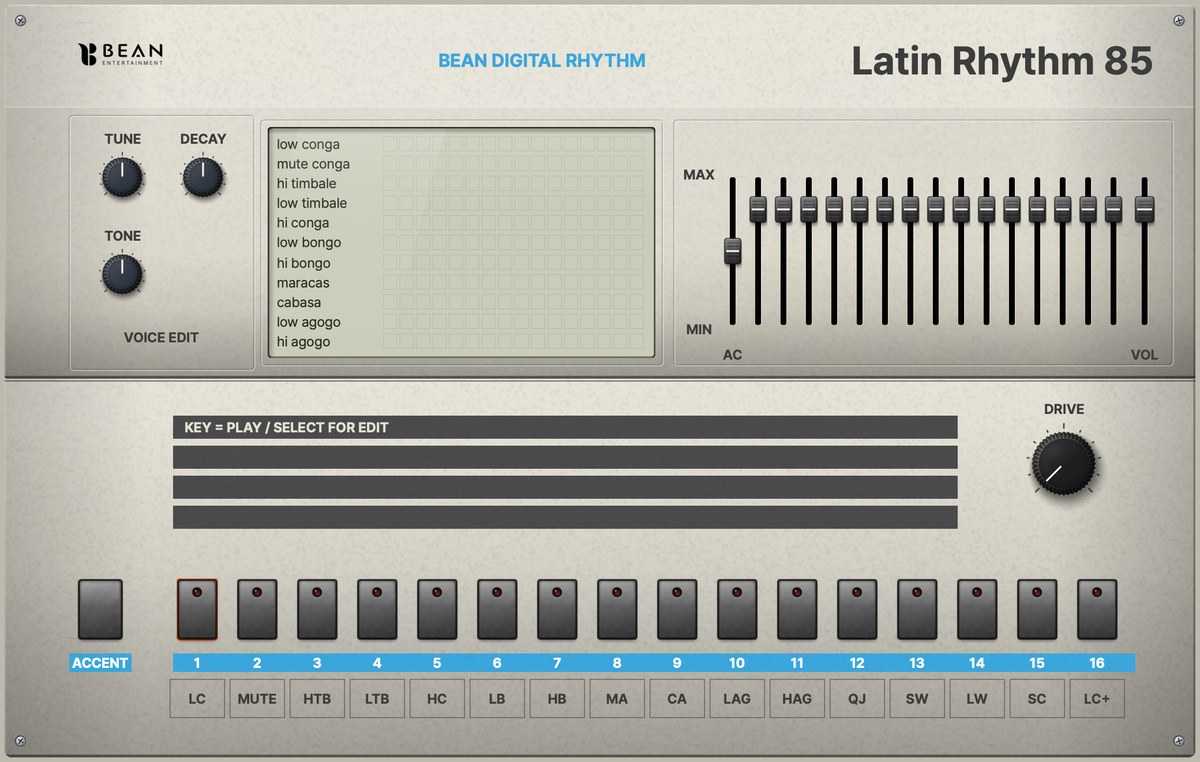 BEAN
ENTERTAINMENT
BEAN DIGITAL RHYTHM
Latin Rhythm 85
TUNE DECAY
TONE
VOICE EDIT
low conga
mute conga
hi timbale
low timbale
hi conga
low bongo
hi bongo
maracas
cabasa
low agogo
hi agogo
MAX
MIN
AC VOL
KEY = PLAY / SELECT FOR EDIT
DRIVE
ACCENT 1 2 3 4 5 6 7 8 9 10 11 12 13 14 15 16
LC MUTE HTB LTB HC LB HB MA CA LAG HAG QJ SW LW SC LC+